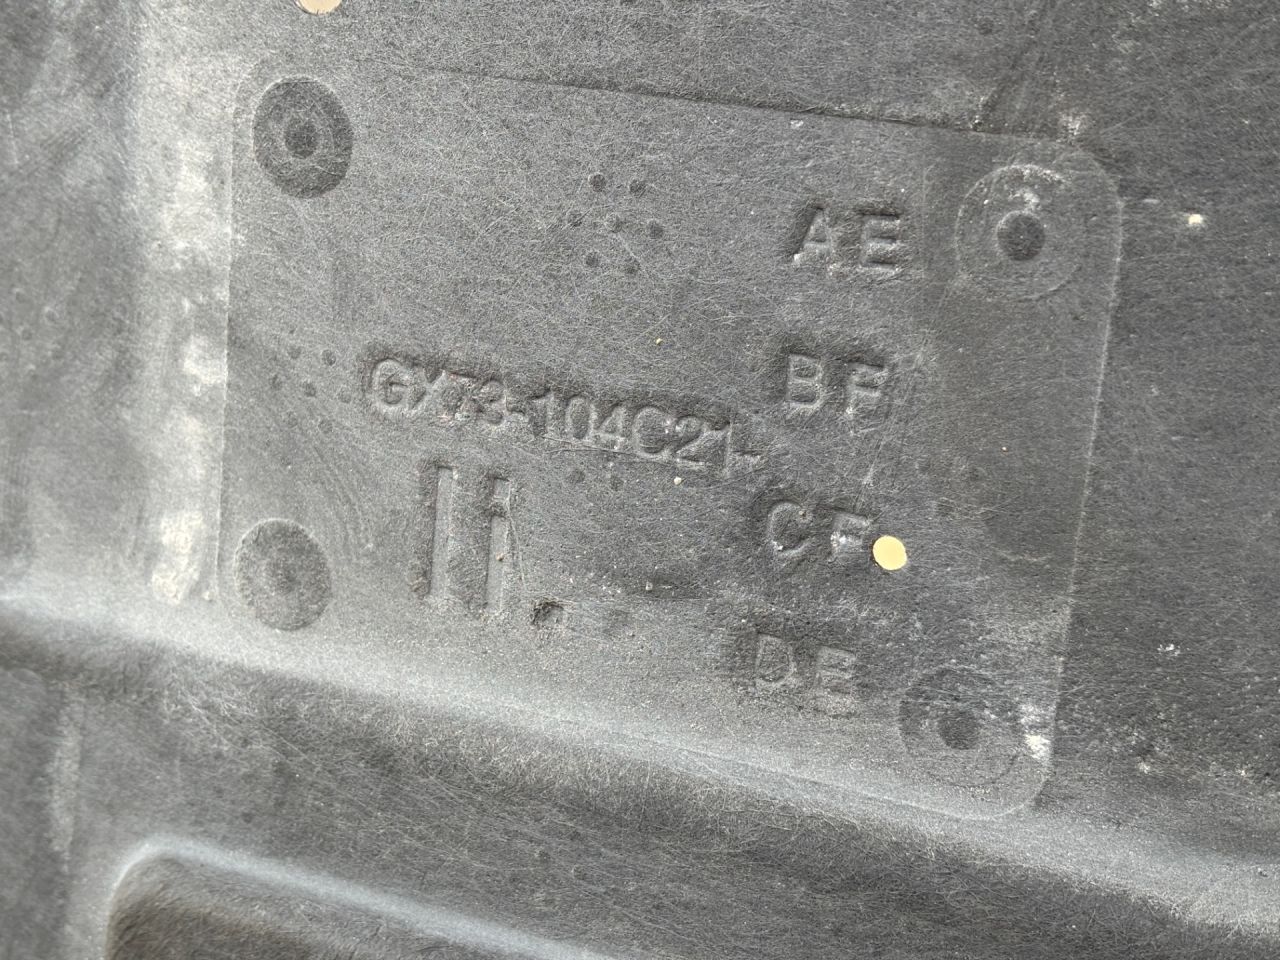 AE
BF
GX73-104C21-
CF
DE